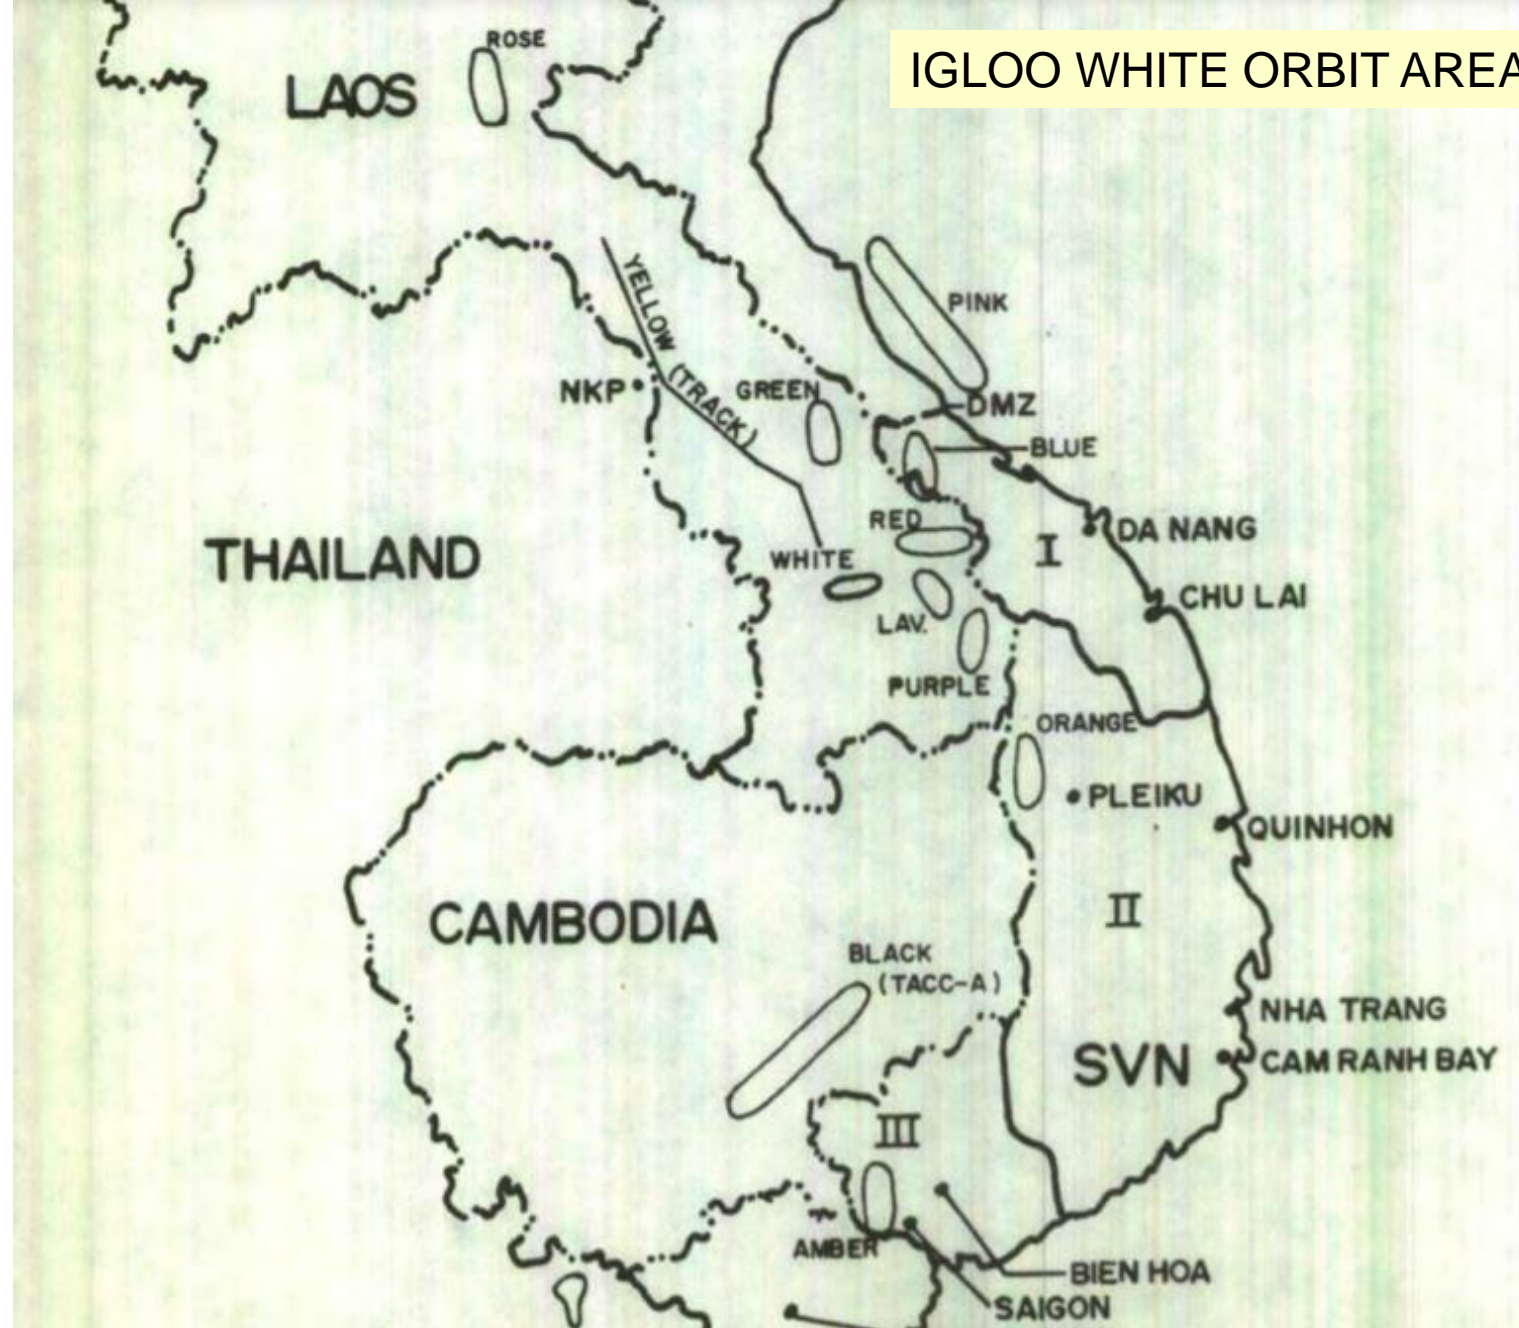 ROSE
IGLOO WHITE ORBIT AREA
LAOS
YELLOW (TRACK)
PINK
NKP
GREEN
DMZ
BLUE
RED
DA NANG
THAILAND
I
WHITE
CHU LAI
LAV.
PURPLE
ORANGE
PLEIKU
QUINHON
II
CAMBODIA
BLACK
(TACC-A)
NHA TRANG
SVN
CAM RANH BAY
III
AMBER
BIEN HOA
SAIGON